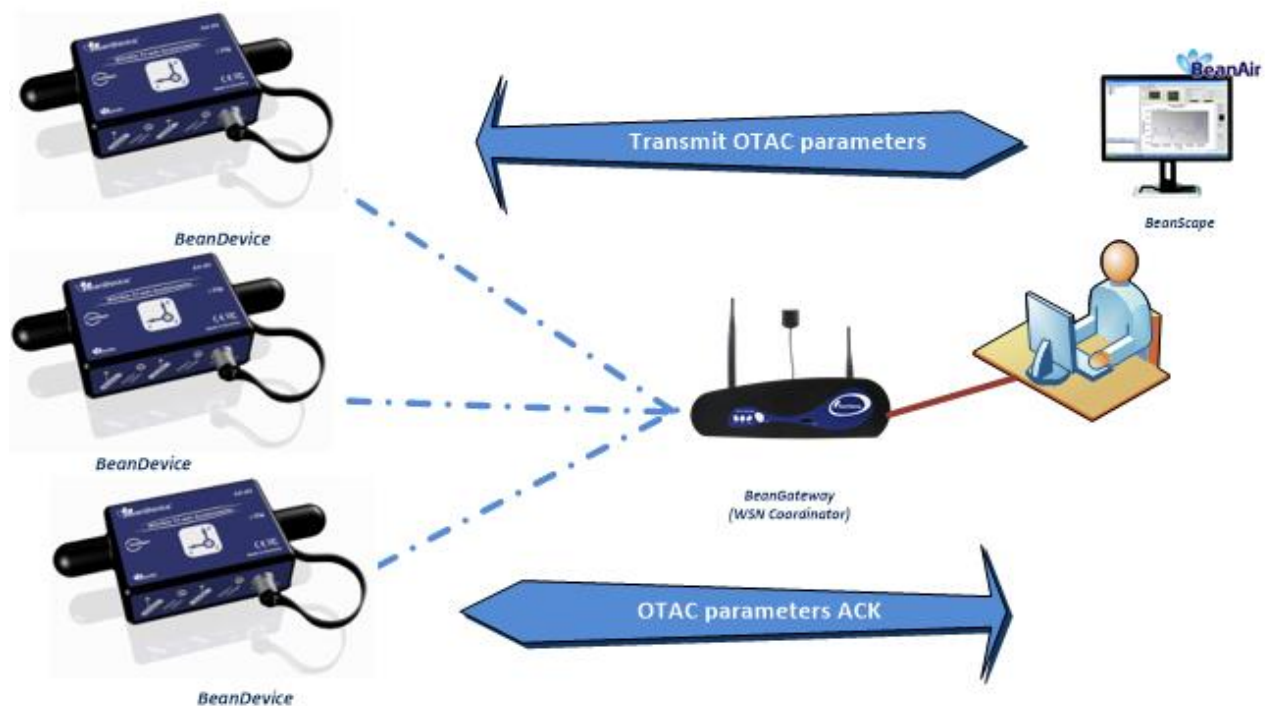 BeanAir
Transmit OTAC parameters
BeanScape
BeanDevice
BeanDevice
BeanGateway
(WSN Coordinator)
OTAC parameters ACK
BeanDevice